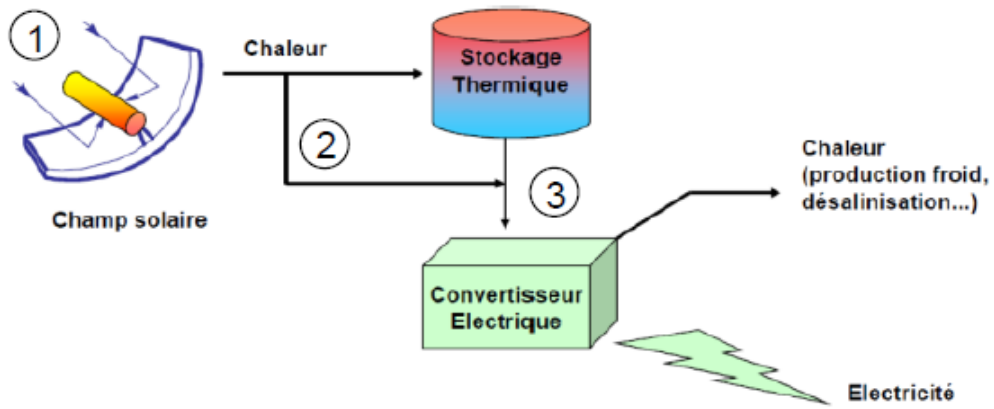 1
Chaleur
Stockage
Thermique
2
3
Chaleur
(production froid,
désalinisation...)
Champ solaire
Convertisseur
Electrique
Electricité